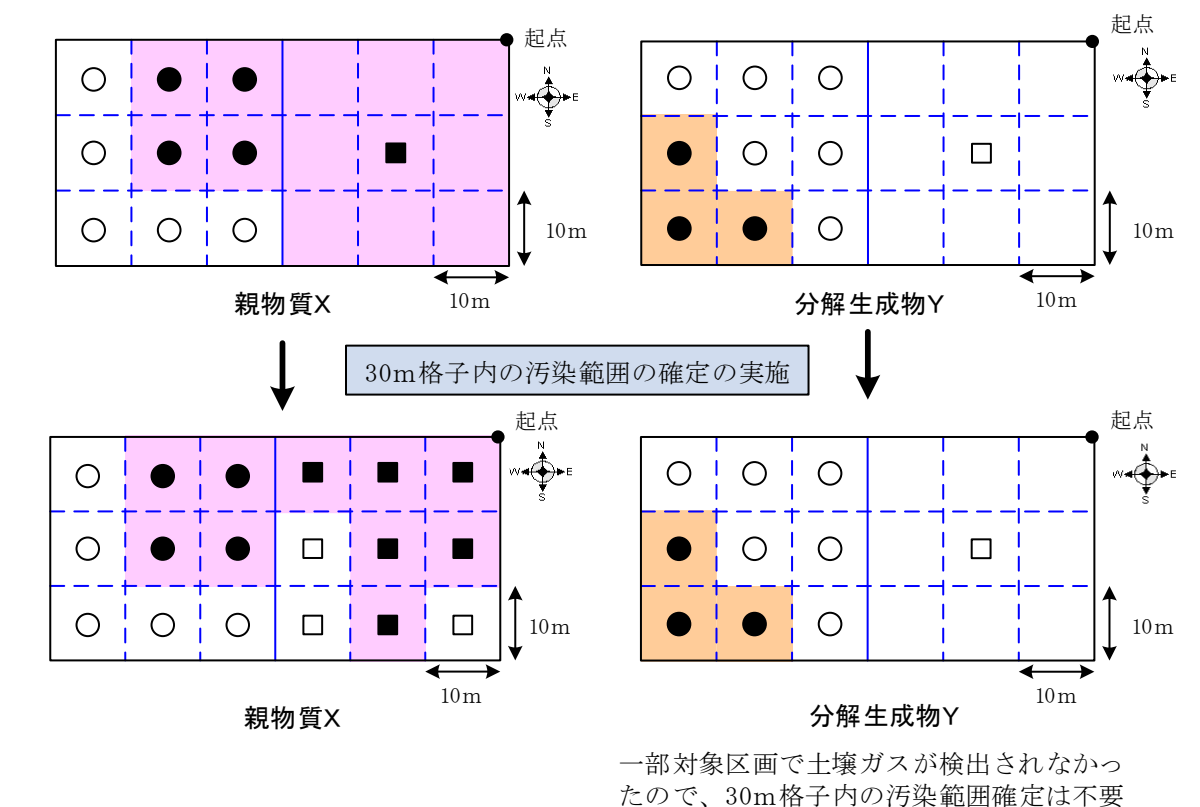 起点
N
W E
S
10m
10m
親物質X
起点
N
W E
S
10m
10m
分解生成物Y
30m格子内の汚染範囲の確定の実施
起点
N
W E
S
10m
10m
親物質X
起点
N
W E
S
10m
10m
分解生成物Y
一部対象区画で土壌ガスが検出されなかっ
たので、30m格子内の汚染範囲確定は不要